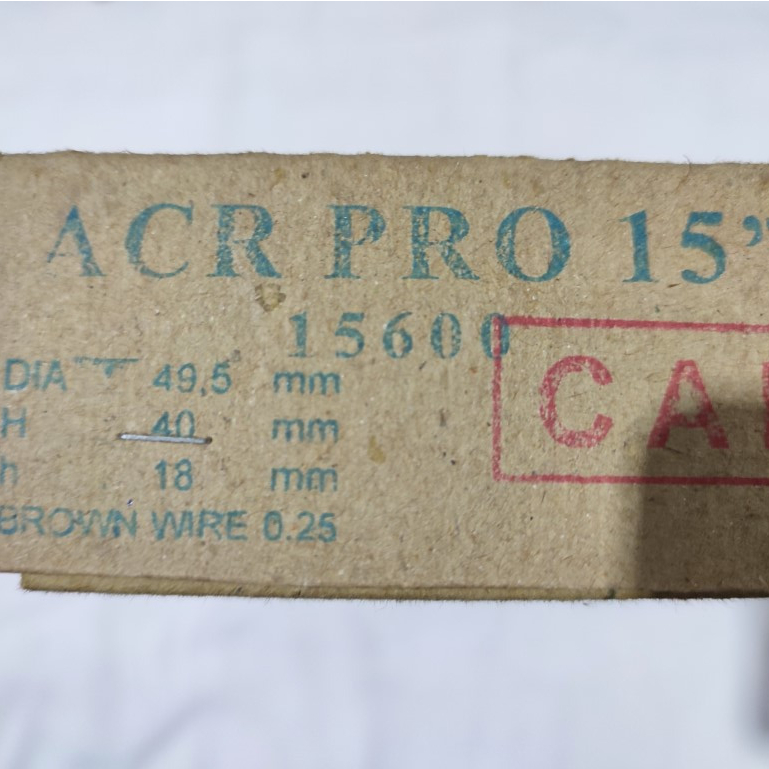 ACR PRO 15"
15600
DIA 49,5 mm
H 40 mm
h 18 mm
BROWN WIRE 0.25